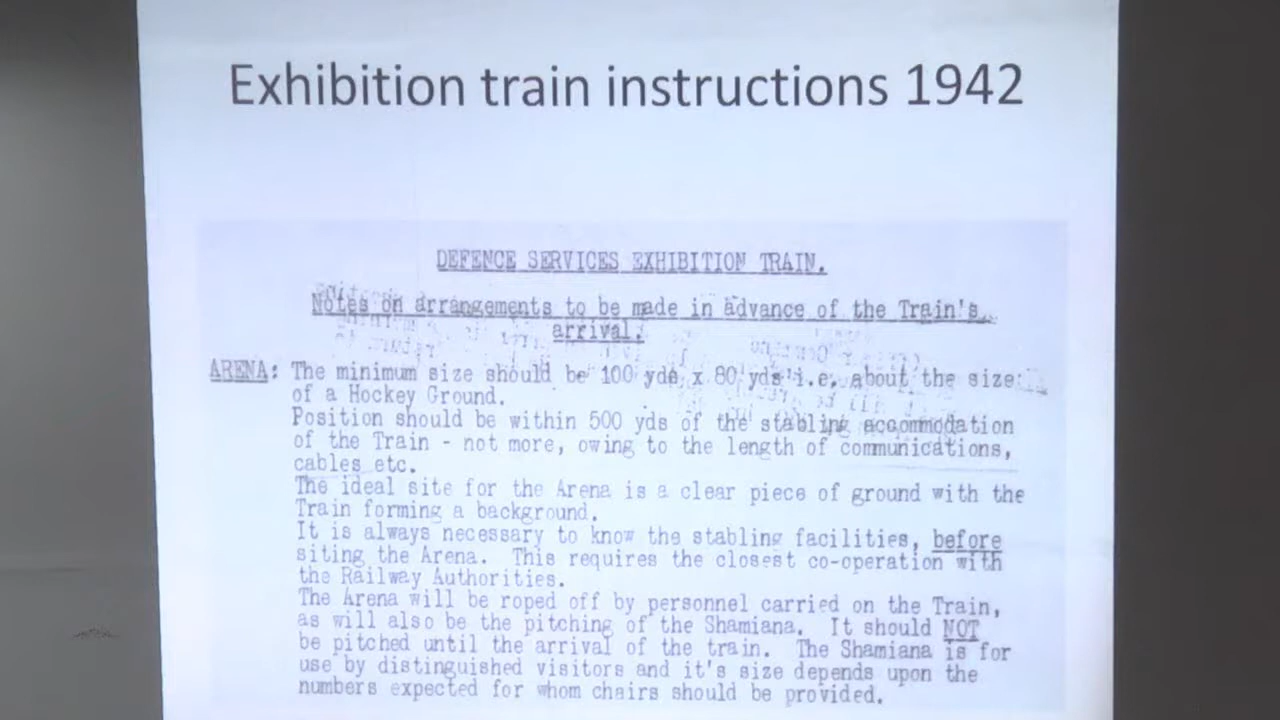 Exhibition train instructions 1942
DEFENCE SERVICES EXHIBITION TRAIN.
Notes on arrangements to be made in advance of the Train's
arrival.
ARENA: The minimum size should be 100 yds x 80 yds i.e. about the size
of a Hockey Ground.
Position should be within 500 yds of the stabling accommodation
of the Train - not more, owing to the length of communications,
cables etc.
The ideal site for the Arena is a clear piece of ground with the
Train forming a background.
It is always necessary to know the stabling facilities, before
siting the Arena. This requires the closest co-operation with
the Railway Authorities.
The Arena will be roped off by personnel carried on the Train,
as will also be the pitching of the Shamiana. It should NOT
be pitched until the arrival of the train. The Shamiana is for
use by distinguished visitors and it's size depends upon the
numbers expected for whom chairs should be provided.